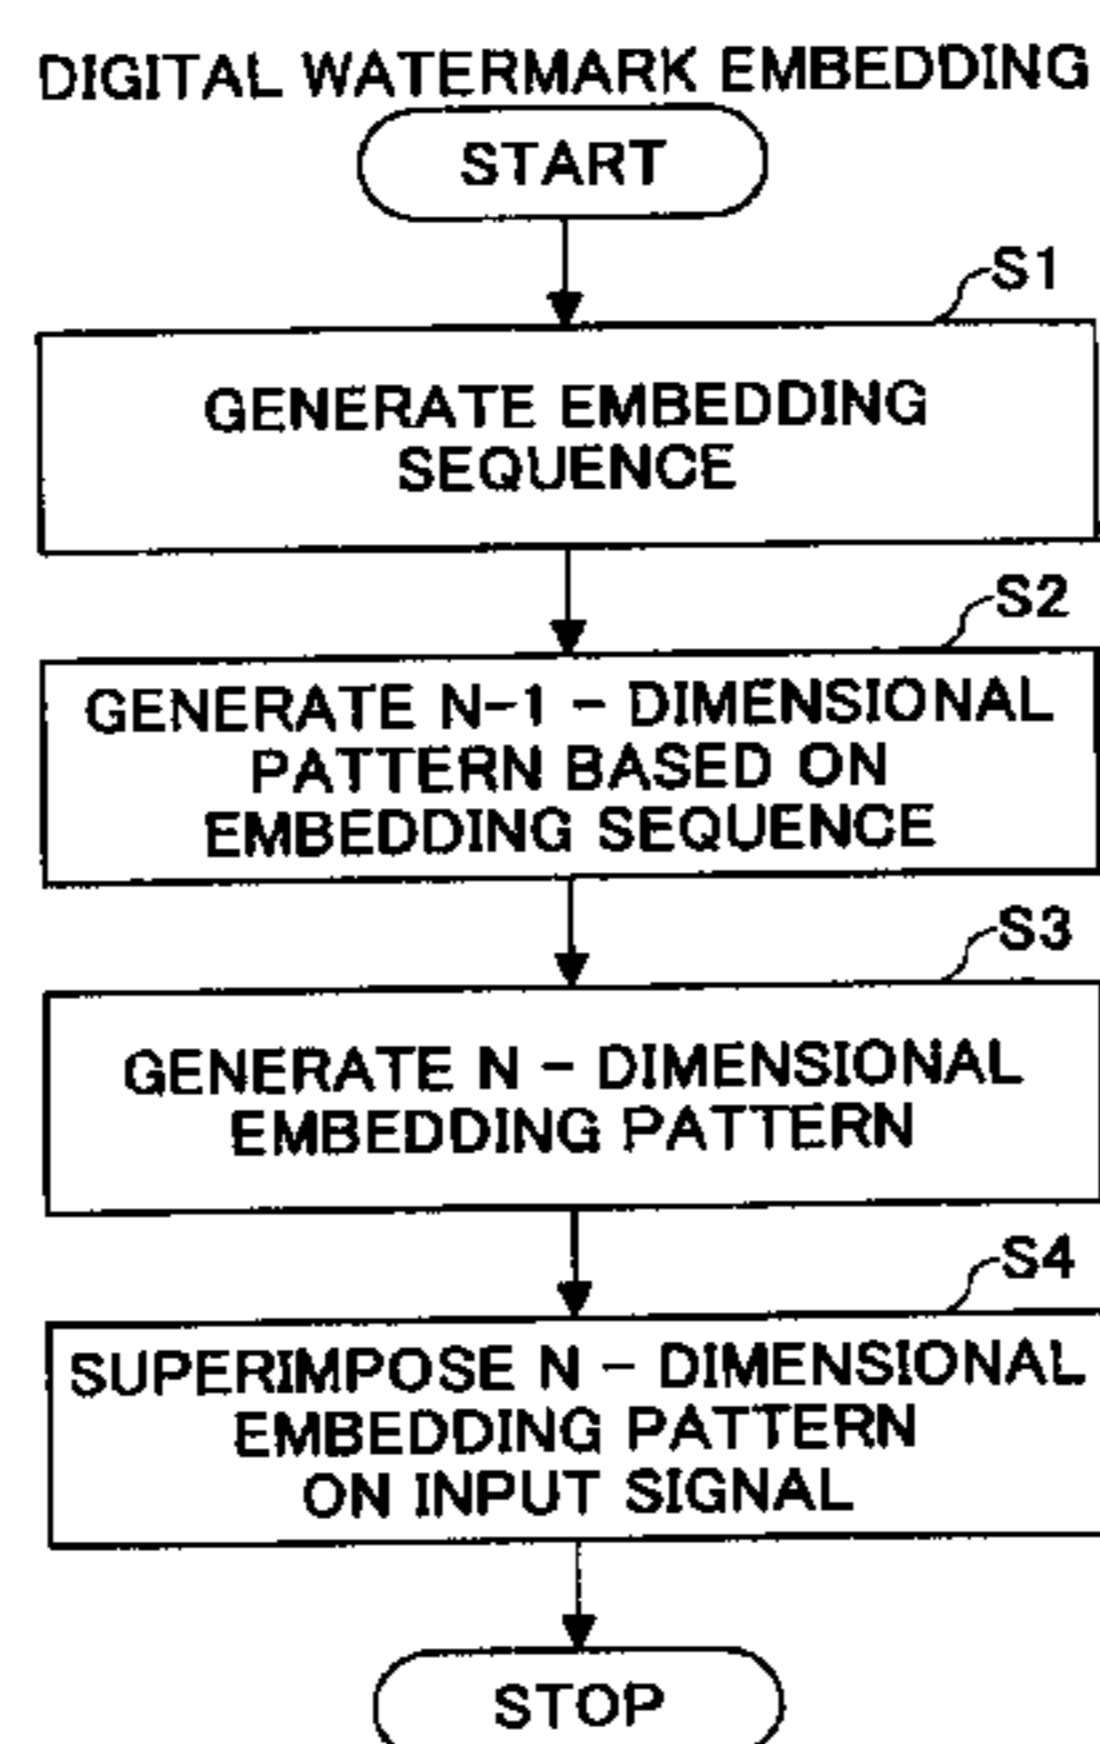 DIGITAL WATERMARK EMBEDDING
START
S1
GENERATE EMBEDDING
SEQUENCE
S2
GENERATE N-1 - DIMENSIONAL
PATTERN BASED ON
EMBEDDING SEQUENCE
S3
GENERATE N - DIMENSIONAL
EMBEDDING PATTERN
S4
SUPERIMPOSE N - DIMENSIONAL
EMBEDDING PATTERN
ON INPUT SIGNAL
STOP